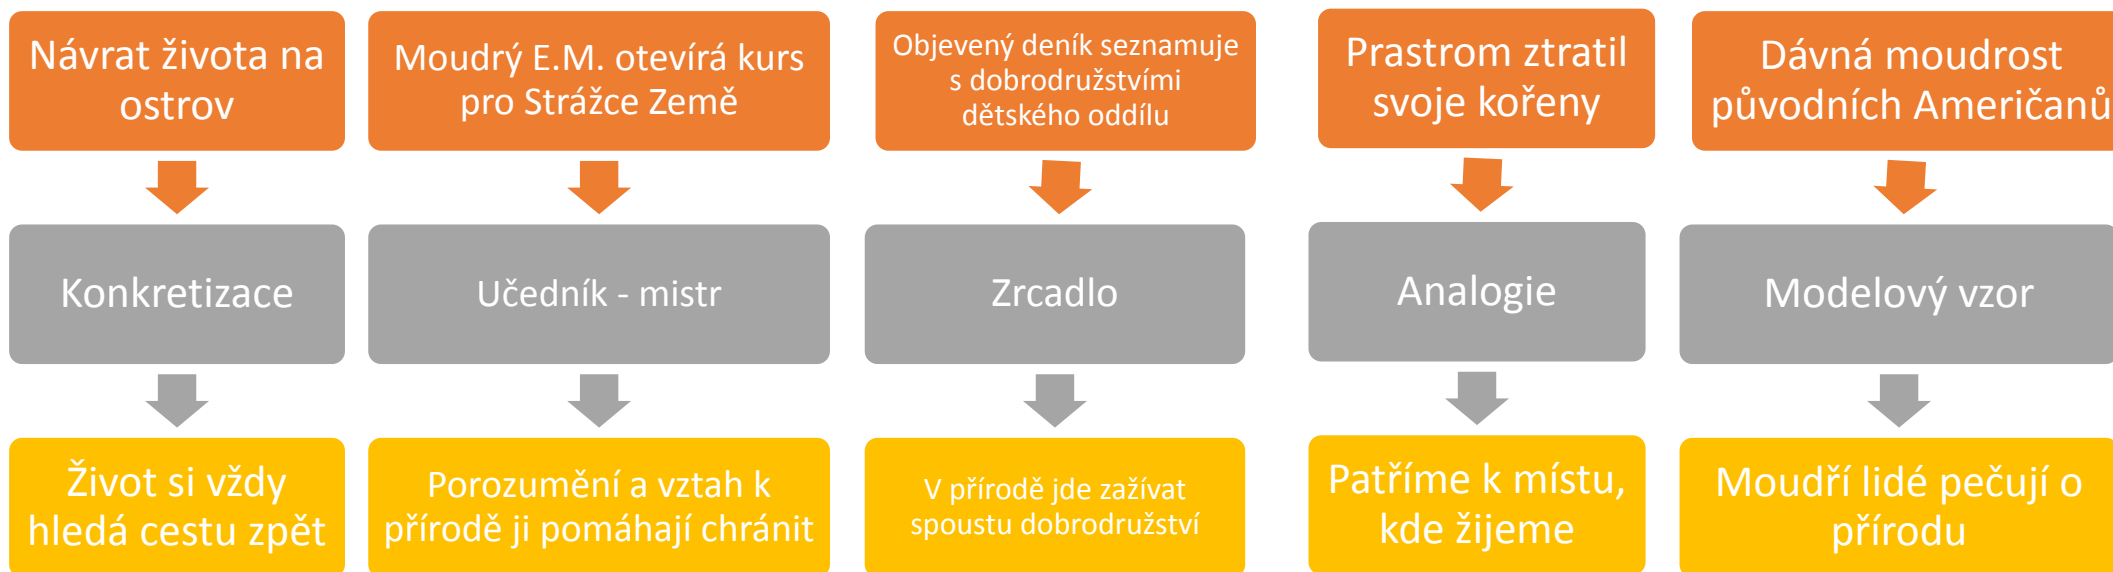 Návrat života na
ostrov
Moudrý E.M. otevírá kurs
pro Strážce Země
Objevený deník seznamuje
s dobrodružstvími
dětského oddílu
Prastrom ztratil
svoje kořeny
Dávná moudrost
původních Američanů
Konkretizace
Učedník - mistr
Zrcadlo
Analogie
Modelový vzor
Život si vždy
hledá cestu zpět
Porozumění a vztah k
přírodě ji pomáhají chránit
V přírodě jde zažívat
spoustu dobrodružství
Patříme k místu,
kde žijeme
Moudří lidé pečují o
přírodu